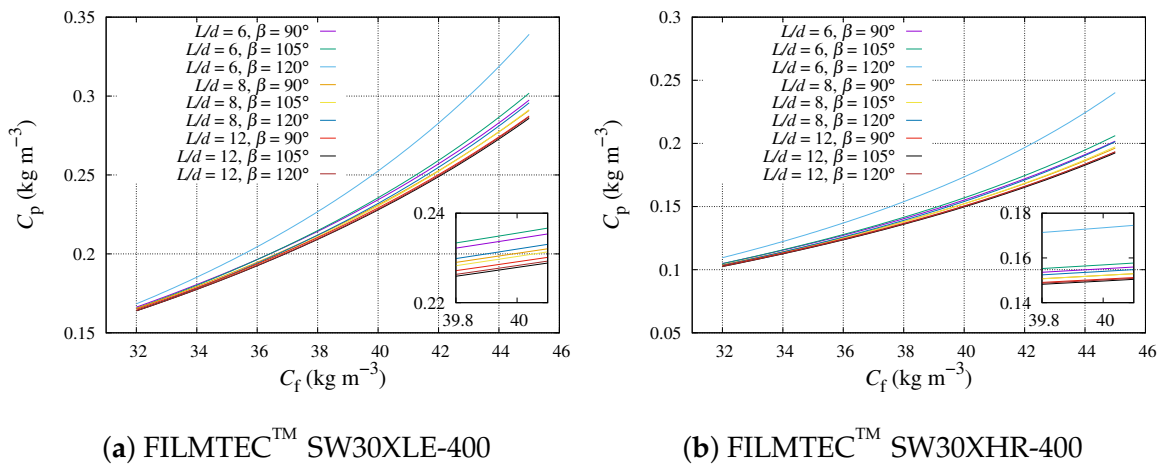 L/d = 6, β = 90°
L/d = 6, β = 105°
L/d = 6, β = 120°
L/d = 8, β = 90°
L/d = 8, β = 105°
L/d = 8, β = 120°
L/d = 12, β = 90°
L/d = 12, β = 105°
L/d = 12, β = 120°
0.35
0.3
0.25
0.2
0.15
Cp (kg m⁻³)
0.24
0.22
39.8 40
32 34 36 38 40 42 44 46
Cf (kg m⁻³)
(a) FILMTEC™ SW30XLE-400
L/d = 6, β = 90°
L/d = 6, β = 105°
L/d = 6, β = 120°
L/d = 8, β = 90°
L/d = 8, β = 105°
L/d = 8, β = 120°
L/d = 12, β = 90°
L/d = 12, β = 105°
L/d = 12, β = 120°
0.3
0.25
0.2
0.15
0.1
0.05
Cp (kg m⁻³)
0.18
0.16
0.14
39.8 40
32 34 36 38 40 42 44 46
Cf (kg m⁻³)
(b) FILMTEC™ SW30XHR-400